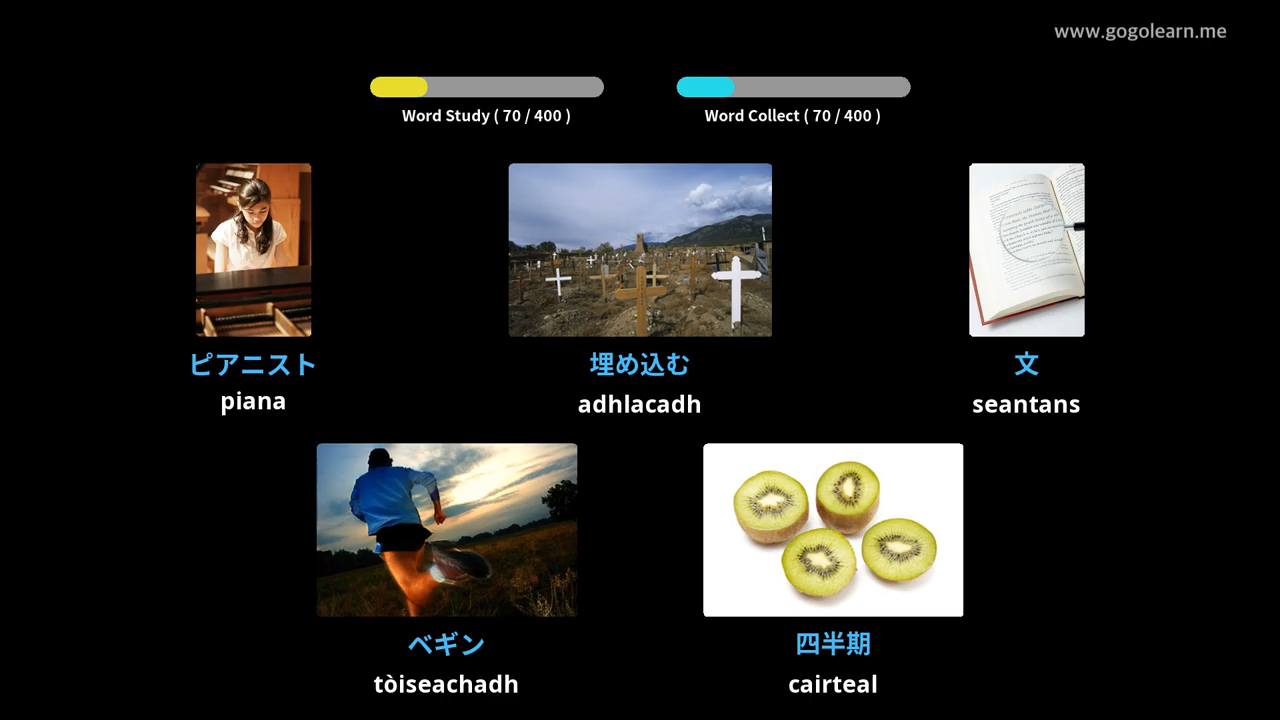 www.gogolearn.me
Word Study ( 70 / 400 )
Word Collect ( 70 / 400 )
ピアニスト
piana
埋め込む
adhlacadh
文
seantans
ベギン
tòiseachadh
四半期
cairteal